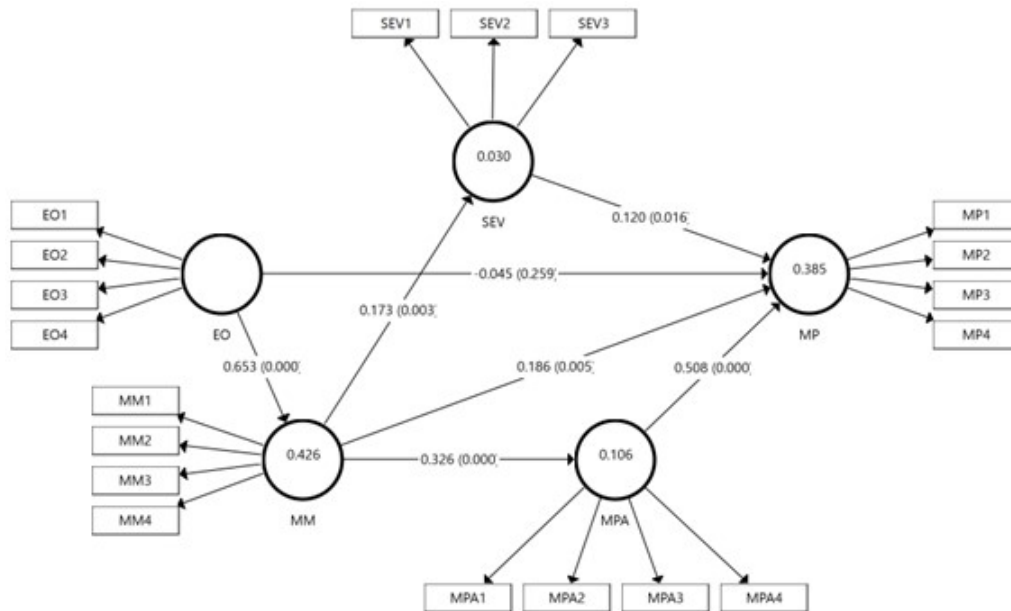 SEV1
SEV2
SEV3
0.030
SEV
0.120 (0.016)
EO1
EO2
EO3
EO4
EO
-0.045 (0.259)
0.173 (0.003)
MP1
MP2
MP3
MP4
0.385
MP
0.653 (0.000)
0.186 (0.005)
0.508 (0.000)
MM1
MM2
MM3
MM4
0.426
MM
0.326 (0.000)
0.106
MPA
MPA1
MPA2
MPA3
MPA4